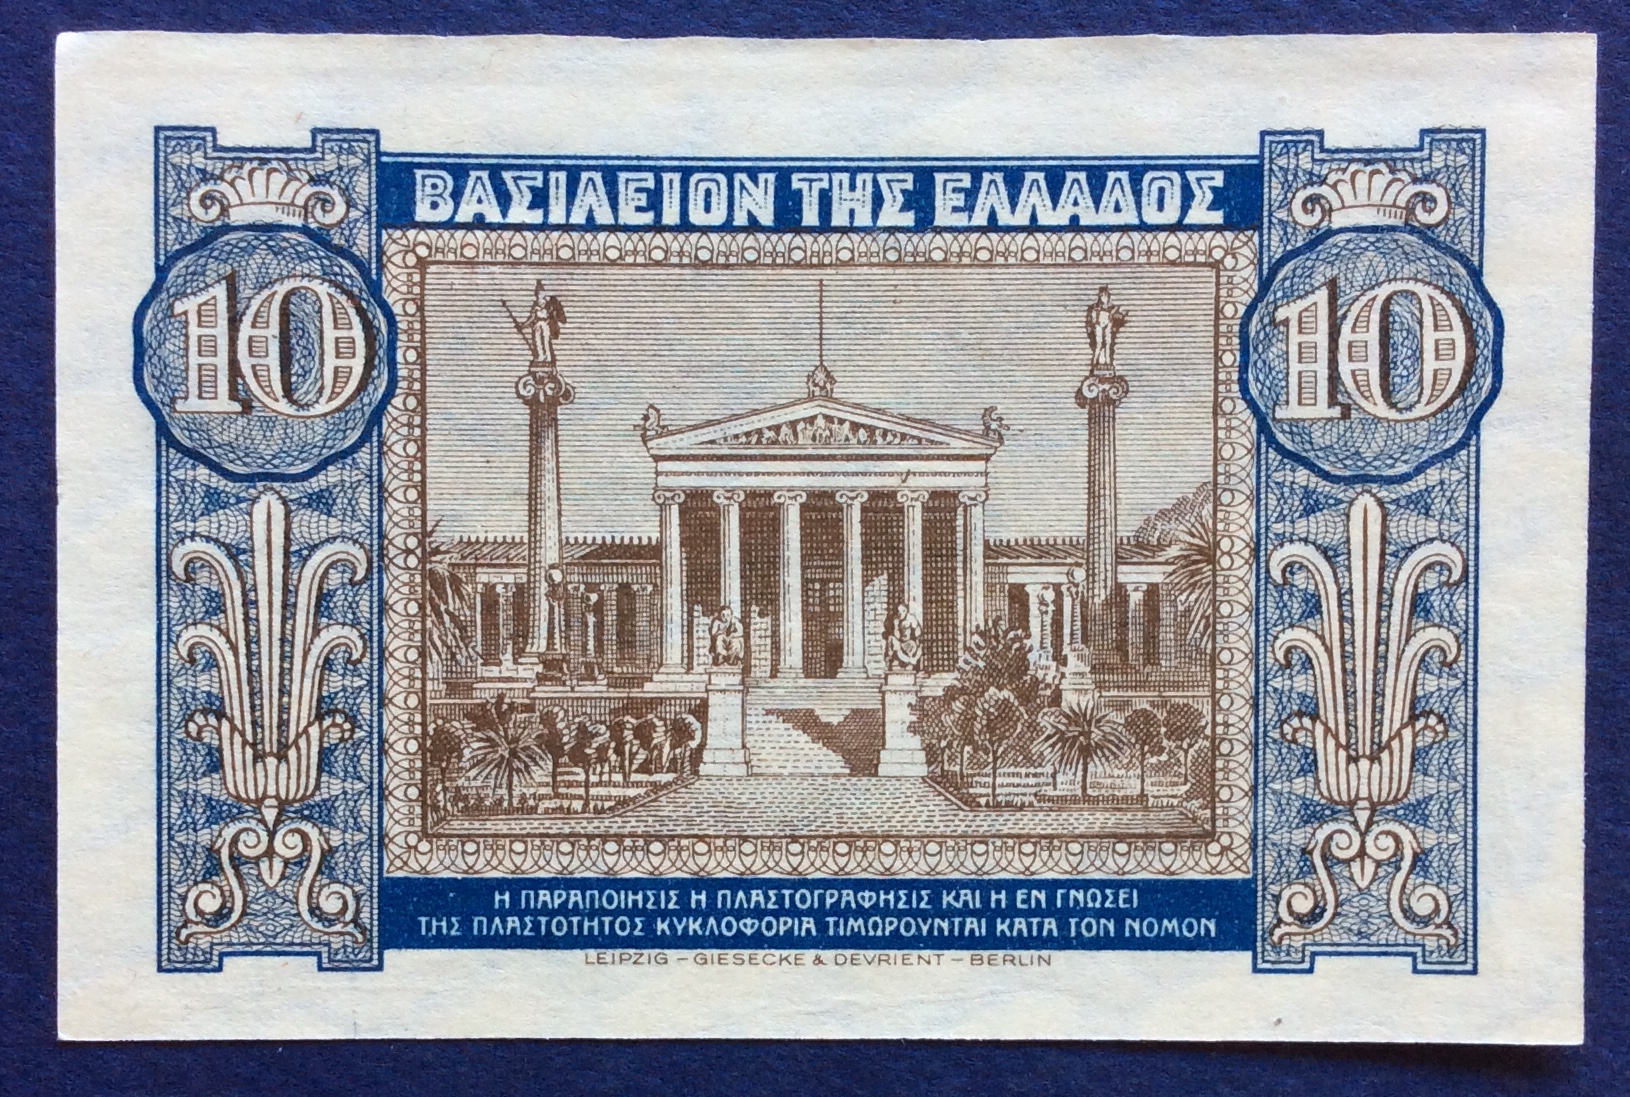 ΒΑΣΙΛΕΙΟΝ ΤΗΣ ΕΛΛΑΔΟΣ
10 10
Η ΠΑΡΑΠΟΙΗΣΙΣ Η ΠΛΑΣΤΟΓΡΑΦΗΣΙΣ ΚΑΙ Η ΕΝ ΓΝΩΣΕΙ
ΤΗΣ ΠΛΑΣΤΟΤΗΤΟΣ ΚΥΚΛΟΦΟΡΙΑ ΤΙΜΩΡΟΥΝΤΑΙ ΚΑΤΑ ΤΟΝ ΝΟΜΟΝ
LEIPZIG – GIESECKE & DEVRIENT – BERLIN